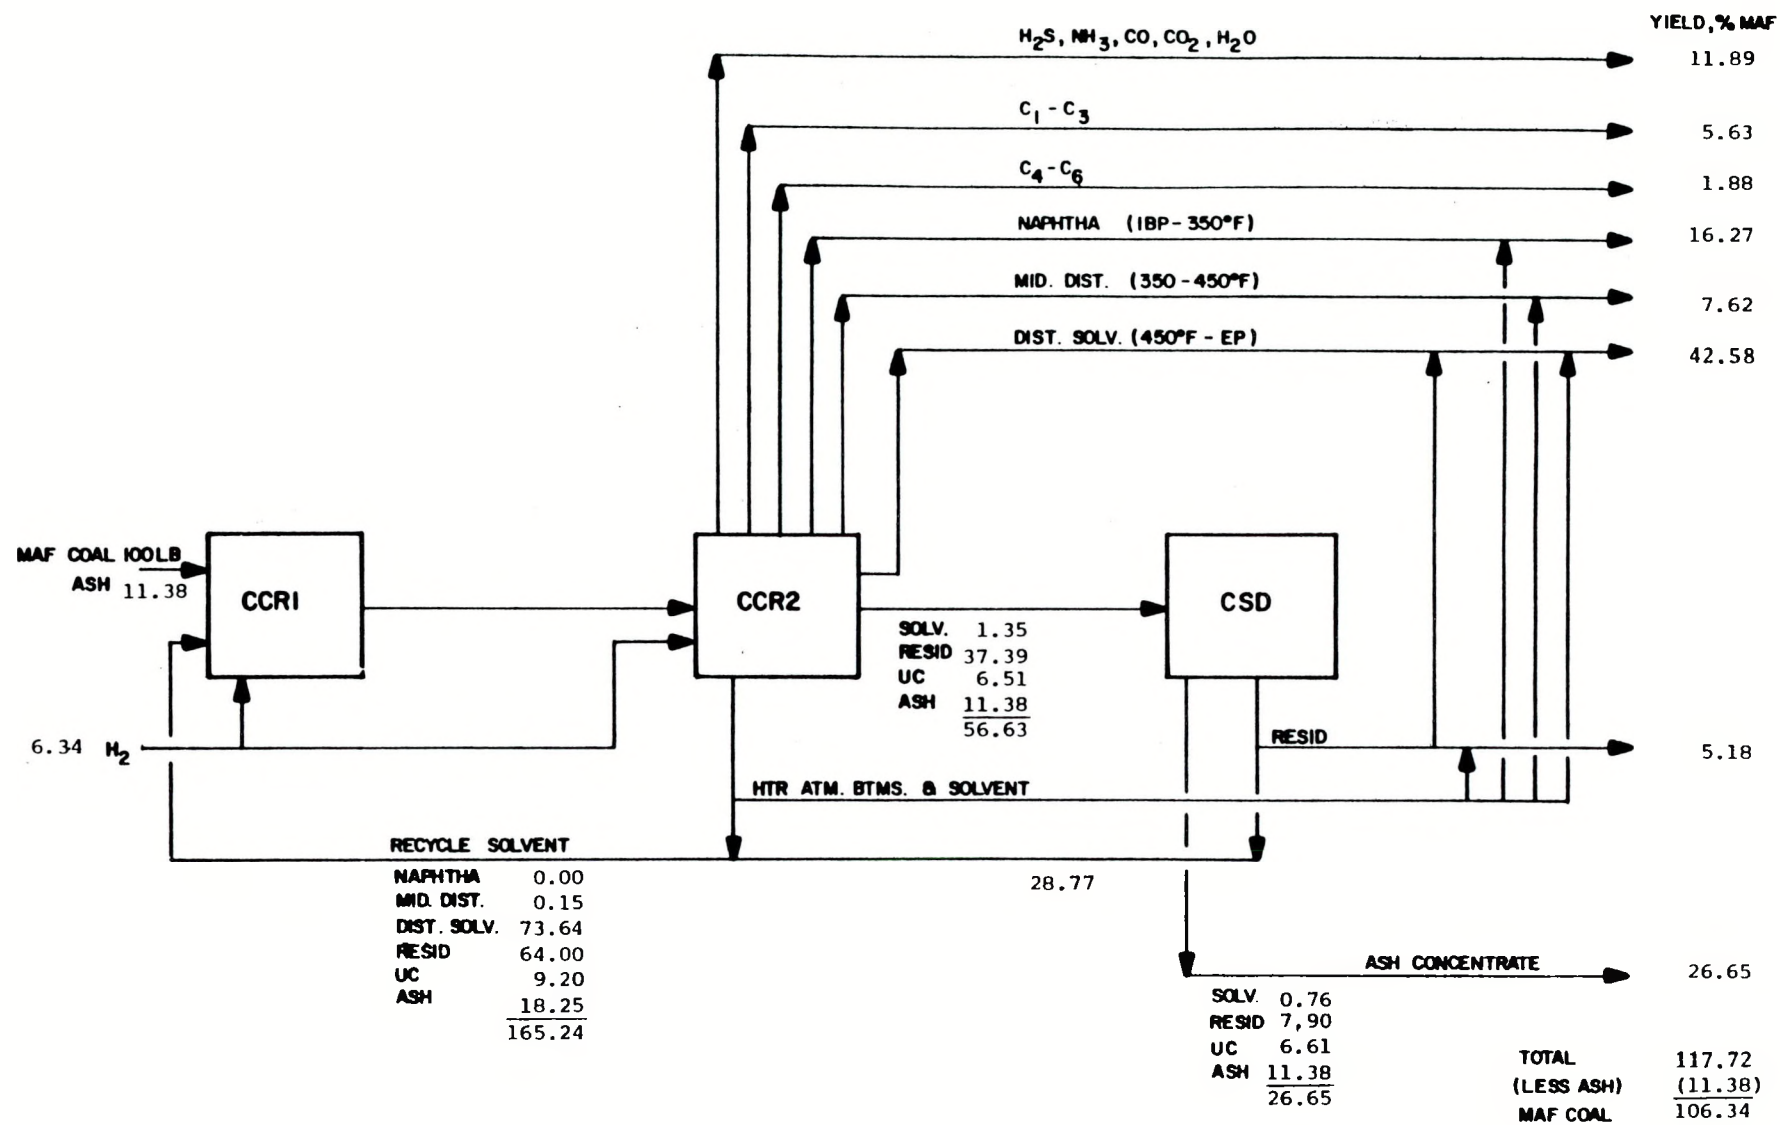 YIELD, % MAF
H₂S, NH₃, CO, CO₂, H₂O 11.89
C₁ - C₃ 5.63
C₄ - C₆ 1.88
NAPHTHA (IBP - 350°F) 16.27
MID. DIST. (350 - 450°F) 7.62
DIST. SOLV. (450°F - EP) 42.58
MAF COAL 100LB
ASH 11.38
CCR1
CCR2
CSD
SOLV. 1.35
RESID 37.39
UC 6.51
ASH 11.38
56.63
6.34 H₂
RESID 5.18
HTR ATM. BTMS. & SOLVENT
RECYCLE SOLVENT
NAPHTHA 0.00
MID. DIST. 0.15
DIST. SOLV. 73.64
RESID 64.00
UC 9.20
ASH 18.25
165.24
28.77
ASH CONCENTRATE 26.65
SOLV. 0.76
RESID 7,90
UC 6.61
ASH 11.38
26.65
TOTAL 117.72
(LESS ASH) (11.38)
MAF COAL 106.34